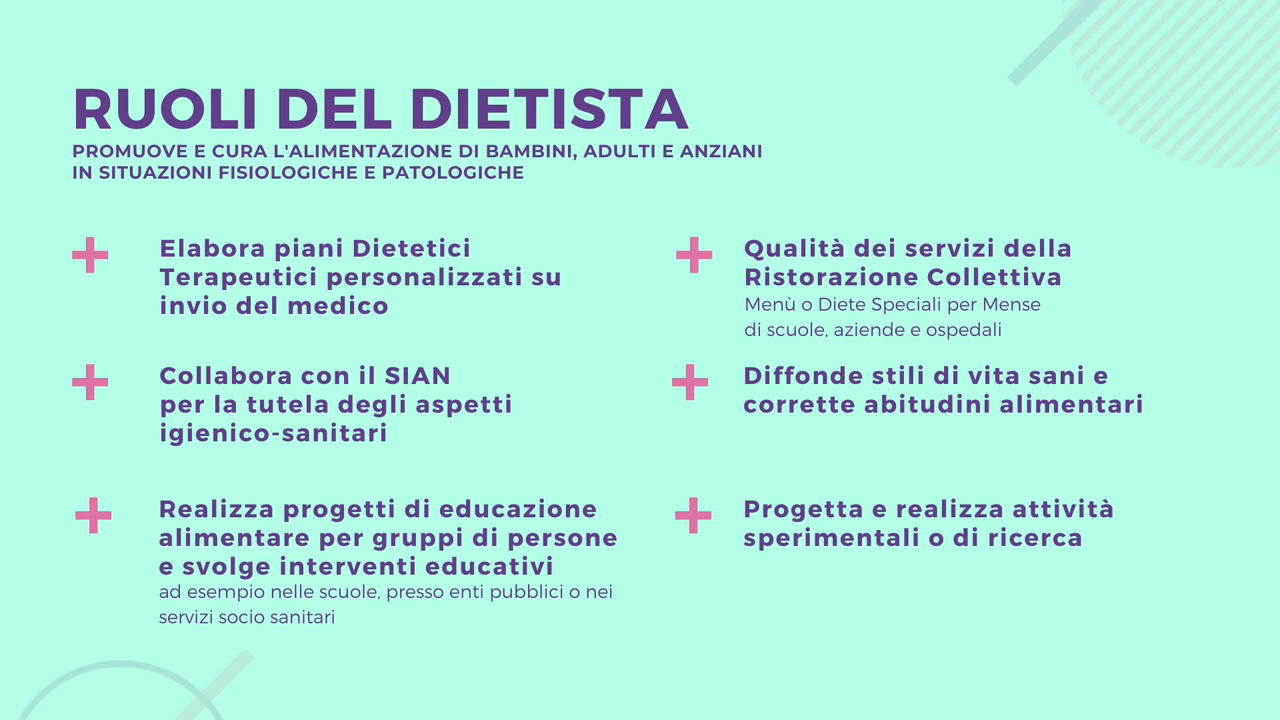 RUOLI DEL DIETISTA
PROMUOVE E CURA L'ALIMENTAZIONE DI BAMBINI, ADULTI E ANZIANI
IN SITUAZIONI FISIOLOGICHE E PATOLOGICHE
Elabora piani Dietetici
Terapeutici personalizzati su
invio del medico
Collabora con il SIAN
per la tutela degli aspetti
igienico-sanitari
Realizza progetti di educazione
alimentare per gruppi di persone
e svolge interventi educativi
ad esempio nelle scuole, presso enti pubblici o nei
servizi socio sanitari
Qualità dei servizi della
Ristorazione Collettiva
Menù o Diete Speciali per Mense
di scuole, aziende e ospedali
Diffonde stili di vita sani e
corrette abitudini alimentari
Progetta e realizza attività
sperimentali o di ricerca